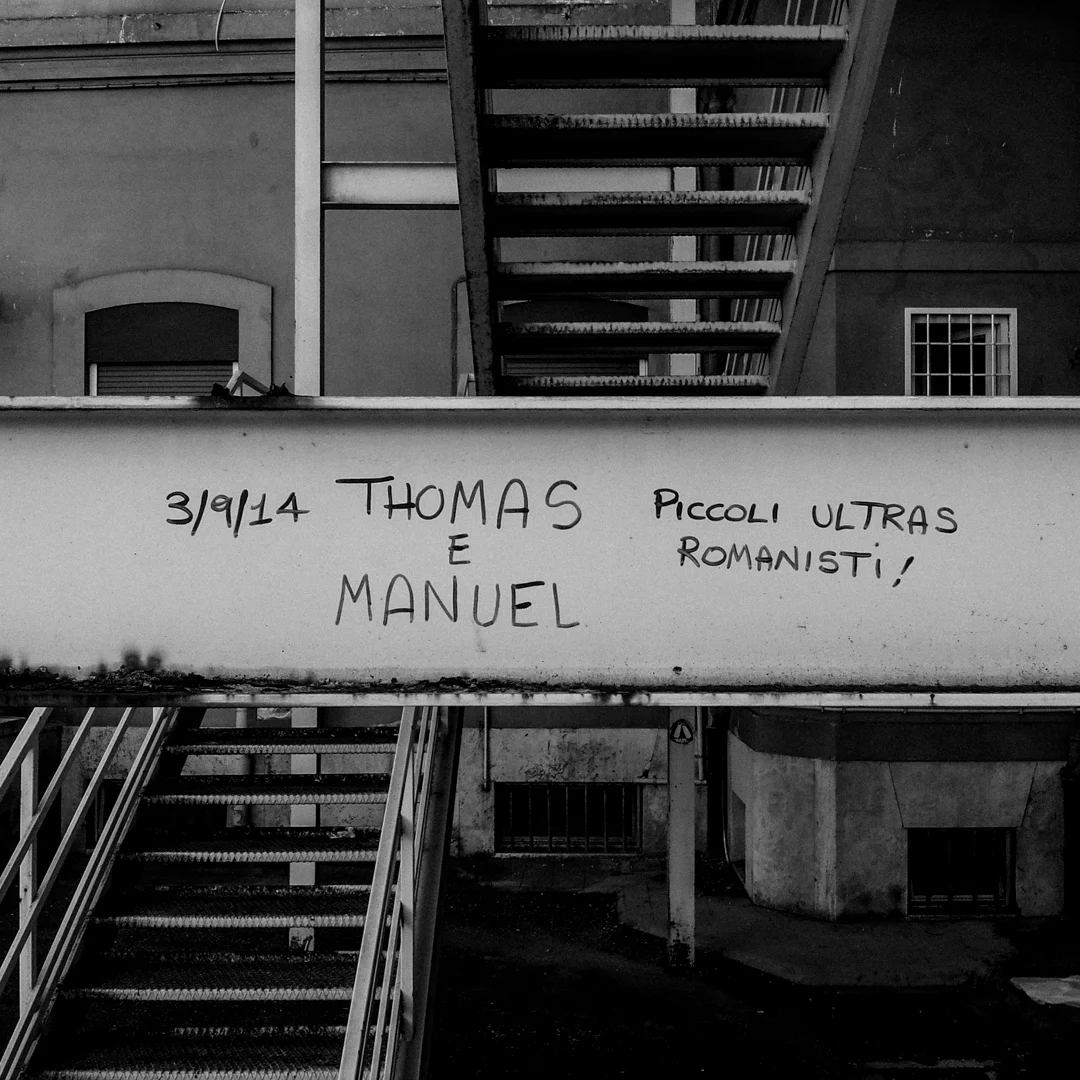 3/9/14 THOMAS
E
MANUEL
PICCOLI ULTRAS
ROMANISTI!